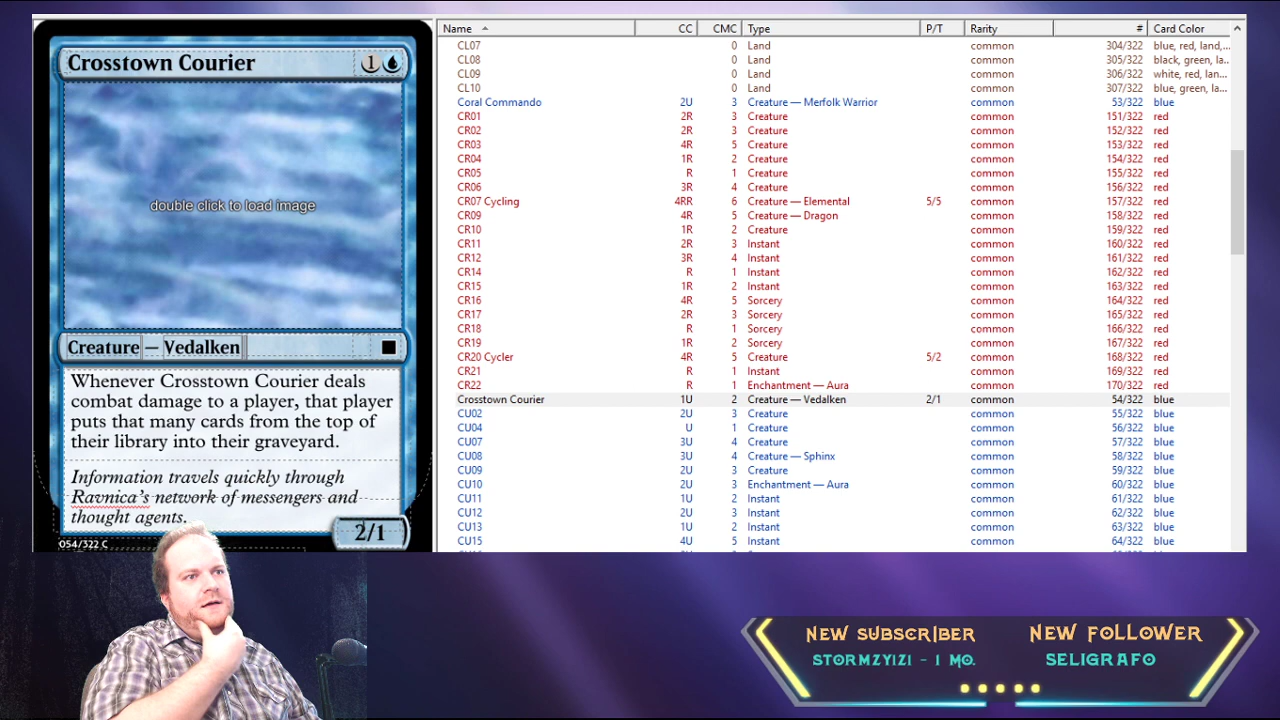 Crosstown Courier 1
double click to load image
Creature — Vedalken
Whenever Crosstown Courier deals
combat damage to a player, that player
puts that many cards from the top of
their library into their graveyard.
Information travels quickly through
Ravnica's network of messengers and
thought agents.
2/1
054/322 C
Name CC CMC Type P/T Rarity # Card Color
CL07 0 Land common 304/322 blue, red, land,...
CL08 0 Land common 305/322 black, green, la...
CL09 0 Land common 306/322 white, red, lan...
CL10 0 Land common 307/322 blue, green, la...
Coral Commando 2U 3 Creature — Merfolk Warrior common 53/322 blue
CR01 2R 3 Creature common 151/322 red
CR02 2R 3 Creature common 152/322 red
CR03 4R 5 Creature common 153/322 red
CR04 1R 2 Creature common 154/322 red
CR05 R 1 Creature common 155/322 red
CR06 3R 4 Creature common 156/322 red
CR07 Cycling 4RR 6 Creature — Elemental 5/5 common 157/322 red
CR09 4R 5 Creature — Dragon common 158/322 red
CR10 1R 2 Creature common 159/322 red
CR11 2R 3 Instant common 160/322 red
CR12 3R 4 Instant common 161/322 red
CR14 R 1 Instant common 162/322 red
CR15 1R 2 Instant common 163/322 red
CR16 4R 5 Sorcery common 164/322 red
CR17 2R 3 Sorcery common 165/322 red
CR18 R 1 Sorcery common 166/322 red
CR19 1R 2 Sorcery common 167/322 red
CR20 Cycler 4R 5 Creature 5/2 common 168/322 red
CR21 R 1 Instant common 169/322 red
CR22 R 1 Enchantment — Aura common 170/322 red
Crosstown Courier 1U 2 Creature — Vedalken 2/1 common 54/322 blue
CU02 2U 3 Creature common 55/322 blue
CU04 U 1 Creature common 56/322 blue
CU07 3U 4 Creature common 57/322 blue
CU08 3U 4 Creature — Sphinx common 58/322 blue
CU09 2U 3 Creature common 59/322 blue
CU10 2U 3 Enchantment — Aura common 60/322 blue
CU11 1U 2 Instant common 61/322 blue
CU12 2U 3 Instant common 62/322 blue
CU13 1U 2 Instant common 63/322 blue
CU15 4U 5 Instant common 64/322 blue
NEW SUBSCRIBER
STORMZYIZI - 1 MO.
NEW FOLLOWER
SELIGRAFO